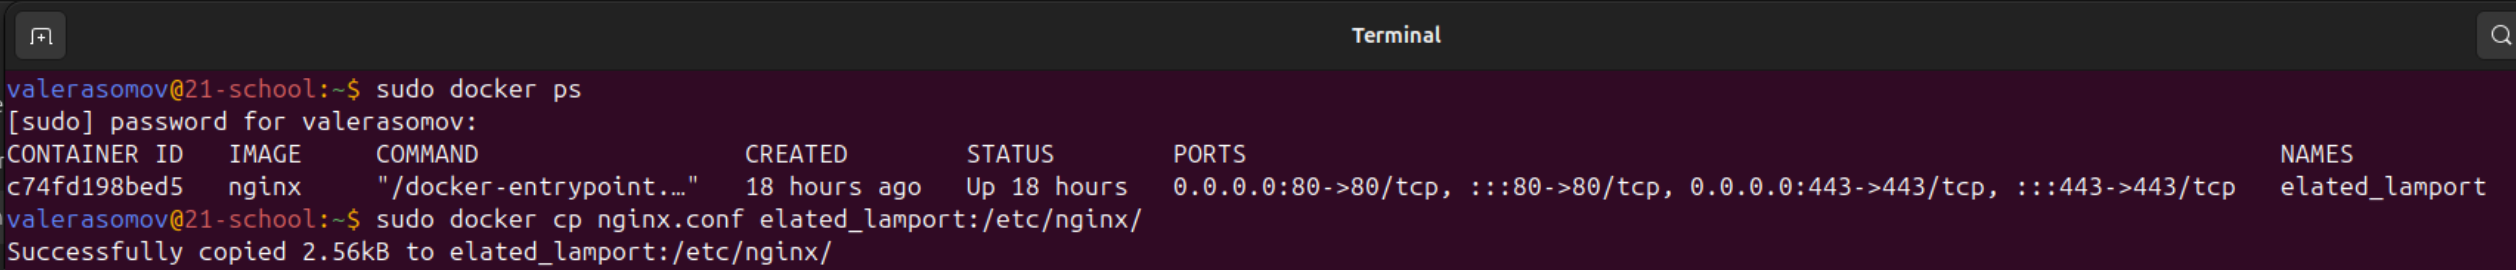 Terminal
valerasomov@21-school:~$ sudo docker ps
[sudo] password for valerasomov:
CONTAINER ID   IMAGE     COMMAND                  CREATED        STATUS        PORTS                                                                      NAMES
c74fd198bed5   nginx     "/docker-entrypoint.…"   18 hours ago   Up 18 hours   0.0.0.0:80->80/tcp, :::80->80/tcp, 0.0.0.0:443->443/tcp, :::443->443/tcp   elated_lamport
valerasomov@21-school:~$ sudo docker cp nginx.conf elated_lamport:/etc/nginx/
Successfully copied 2.56kB to elated_lamport:/etc/nginx/